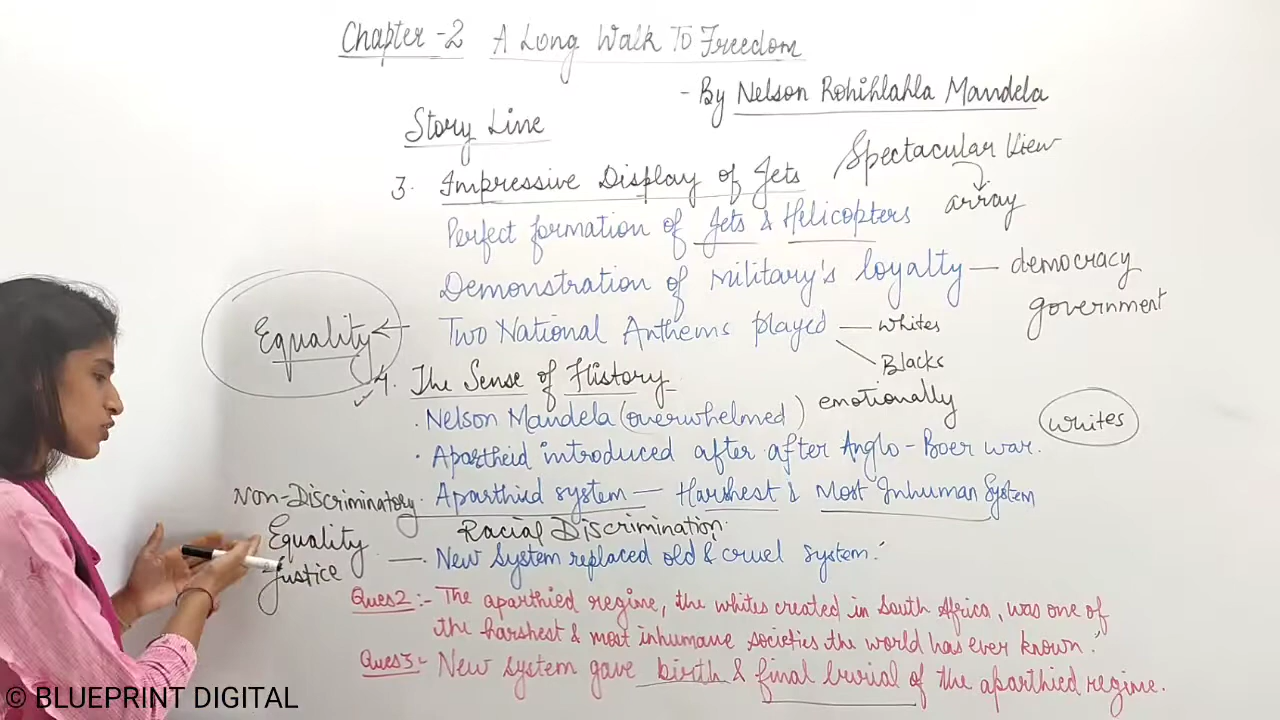 Chapter -2 A Long Walk To Freedom
- By Nelson Rohihlahla Mandela
Story Line
3. Impressive Display of Jets
Spectacular View
array
Perfect formation of Jets & Helicopters
Demonstration of military's loyalty — democracy
government
Equality
Two National Anthems played — whites
Blacks
4. The Sense of History
. Nelson Mandela (overwhelmed) emotionally
whites
. Apartheid introduced after after Anglo-Boer war.
Non-Discriminatory
. Aparthied system — Harshest & Most Inhuman System
Racial Discrimination.
Equality
Justice
— . New System replaced old & cruel system.
Ques2:- The aparthied regime, the whites created in South Africa, was one of
the harshest & most inhumane societies the world has ever known.
Ques3:- New system gave birth & final burial of the aparthied regime.
© BLUEPRINT DIGITAL